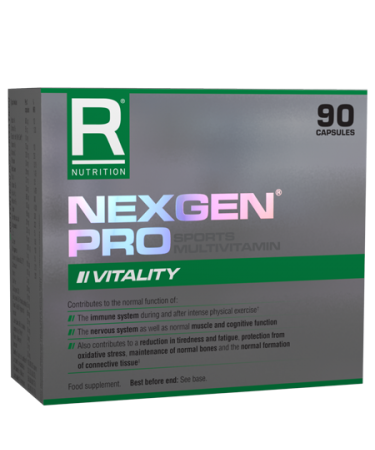 R®
NUTRITION
90
CAPSULES
NEXGEN®
PRO SPORTS
MULTIVITAMIN
VITALITY
Contributes to the normal function of:
The immune system during and after intense physical exercise¹
The nervous system as well as normal muscle and cognitive function
Also contributes to a reduction in tiredness and fatigue, protection from
oxidative stress, maintenance of normal bones and the normal formation
of connective tissue
Food supplement. Best before end: See base